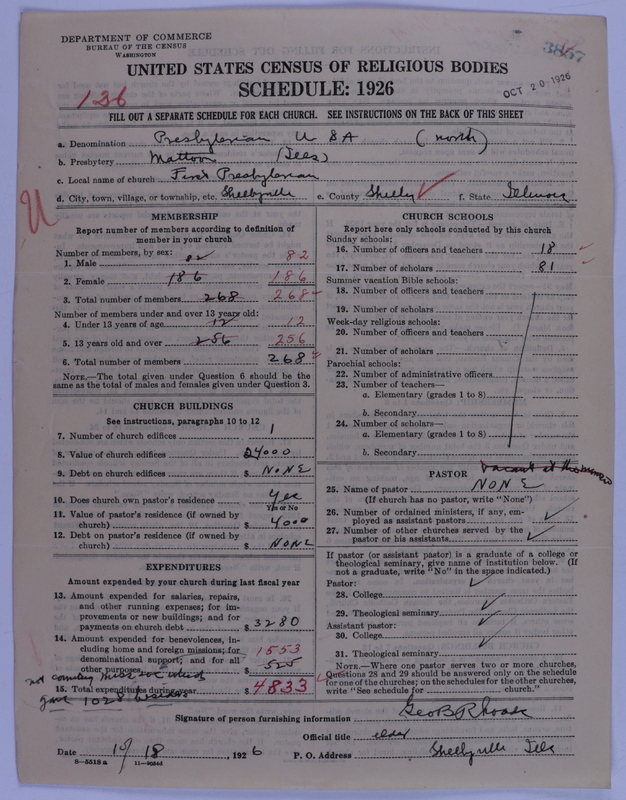 DEPARTMENT OF COMMERCE
BUREAU OF THE CENSUS
WASHINGTON
3857
OCT 20 1926
UNITED STATES CENSUS OF RELIGIOUS BODIES
136 SCHEDULE: 1926
FILL OUT A SEPARATE SCHEDULE FOR EACH CHURCH. SEE INSTRUCTIONS ON THE BACK OF THIS SHEET
a. Denomination Presbyterian U S A (north)
b. Presbytery Mattoon (Ills)
c. Local name of church First Presbyterian
d. City, town, village, or township, etc. Shelbyville e. County Shelby f. State Illinois
MEMBERSHIP
Report number of members according to definition of
member in your church
Number of members, by sex:
1. Male 82 82
2. Female 186 186
3. Total number of members 268 268
Number of members under and over 13 years old:
4. Under 13 years of age 12 12
5. 13 years old and over 256 256
6. Total number of members 268
NOTE.—The total given under Question 6 should be the
same as the total of males and females given under Question 3.
CHURCH BUILDINGS
See instructions, paragraphs 10 to 12
7. Number of church edifices 1
8. Value of church edifices $ 24000
9. Debt on church edifices $ NONE
10. Does church own pastor's residence Yes
Yes or No
11. Value of pastor's residence (if owned by
church) $ 4000
12. Debt on pastor's residence (if owned by
church) $ NONE
EXPENDITURES
Amount expended by your church during last fiscal year
13. Amount expended for salaries, repairs,
and other running expenses; for im-
provements or new buildings; and for
payments on church debt $ 3280
14. Amount expended for benevolences, in-
cluding home and foreign missions; for
denominational support; and for all
other purposes $ 1553 525
not counting miss soc which
15. Total expenditures during year $ 4833
gave 1028 besides
CHURCH SCHOOLS
Report here only schools conducted by this church
Sunday schools:
16. Number of officers and teachers 18
17. Number of scholars 81
Summer vacation Bible schools:
18. Number of officers and teachers
19. Number of scholars
Week-day religious schools:
20. Number of officers and teachers
21. Number of scholars
Parochial schools:
22. Number of administrative officers
23. Number of teachers—
a. Elementary (grades 1 to 8)
b. Secondary
24. Number of scholars—
a. Elementary (grades 1 to 8)
b. Secondary
PASTOR vacant at this
25. Name of pastor NONE
(If church has no pastor, write "None")
26. Number of ordained ministers, if any, em-
ployed as assistant pastors
27. Number of other churches served by the
pastor or his assistants
If pastor (or assistant pastor) is a graduate of a college or
theological seminary, give name of institution below. (If
not a graduate, write "No" in the space indicated.)
Pastor:
28. College
29. Theological seminary
Assistant pastor:
30. College
31. Theological seminary
NOTE.—Where one pastor serves two or more churches,
Questions 28 and 29 should be answered only on the schedule
for one of the churches; on the schedules for the other churches,
write "See schedule for church."
Signature of person furnishing information Geo B Rhoads
Official title elder
Date 10/18, 1926 P. O. Address Shelbyville Ills
8—5518 a